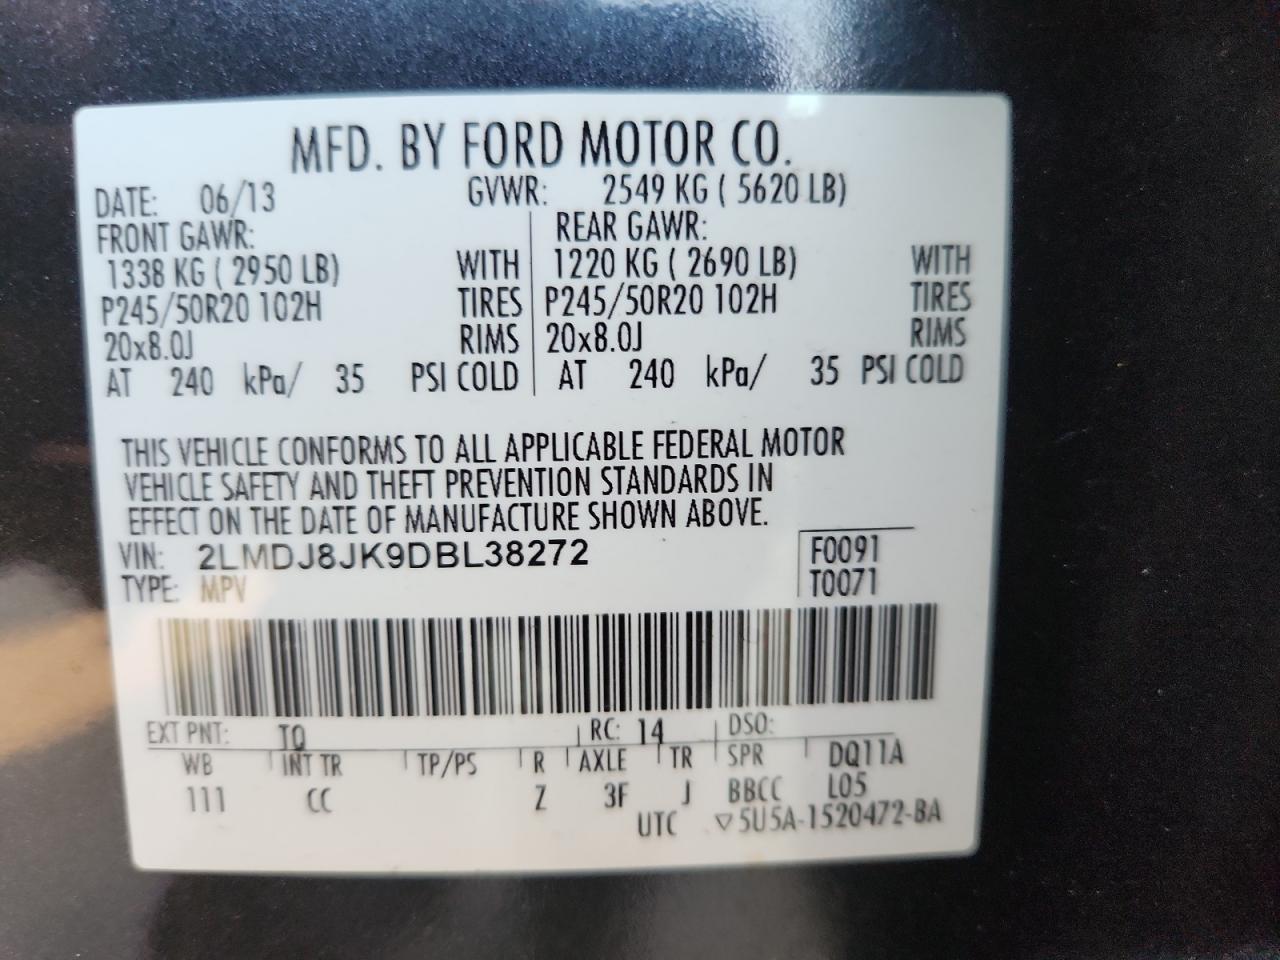 MFD. BY FORD MOTOR CO.
DATE: 06/13 GVWR: 2549 KG ( 5620 LB)
FRONT GAWR: REAR GAWR:
1338 KG ( 2950 LB) WITH 1220 KG ( 2690 LB) WITH
P245/50R20 102H TIRES P245/50R20 102H TIRES
20x8.0J RIMS 20x8.0J RIMS
AT 240 kPa/ 35 PSI COLD AT 240 kPa/ 35 PSI COLD
THIS VEHICLE CONFORMS TO ALL APPLICABLE FEDERAL MOTOR
VEHICLE SAFETY AND THEFT PREVENTION STANDARDS IN
EFFECT ON THE DATE OF MANUFACTURE SHOWN ABOVE.
VIN: 2LMDJ8JK9DBL38272 F0091
TYPE: MPV T0071
EXT PNT: TQ RC: 14 DSO:
WB INT TR TP/PS R AXLE TR SPR DQ11A
111 CC Z 3F J BBCC L05
UTC ▽5U5A-1520472-BA